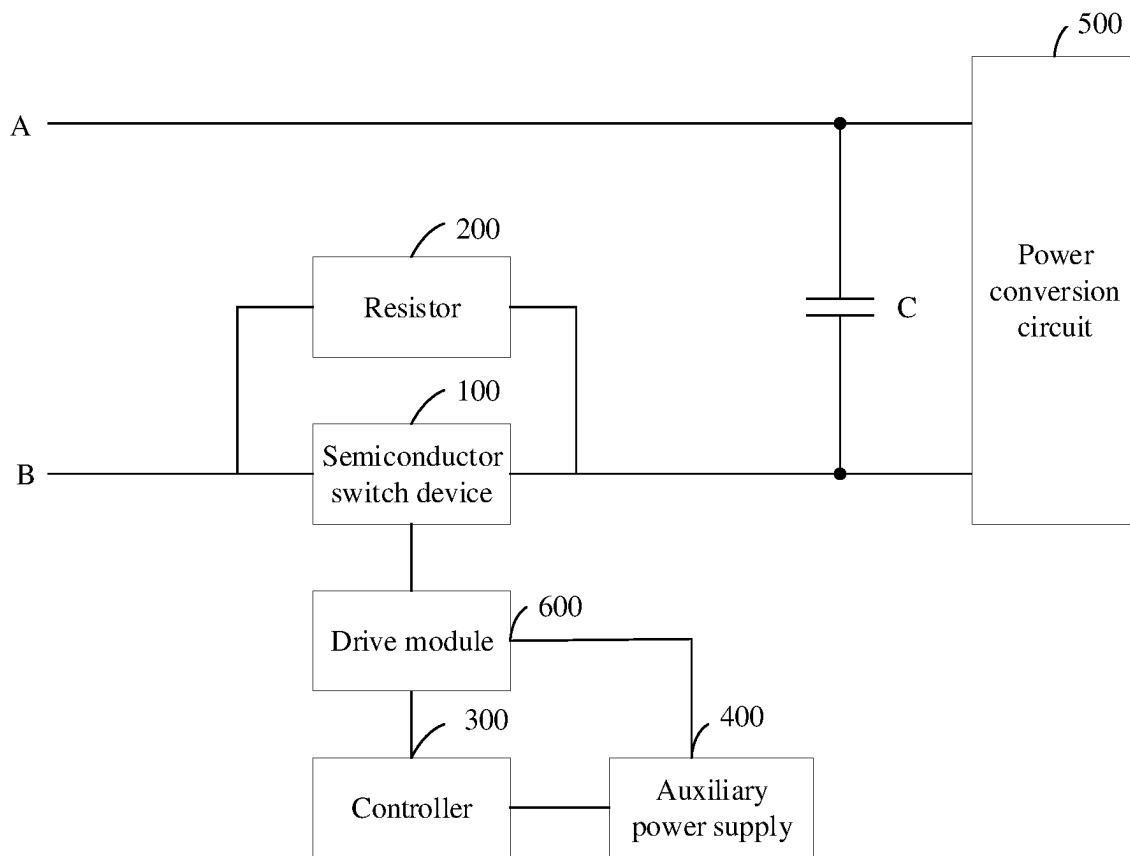 500
A
200
Resistor
Power
conversion
circuit
C
100
B
Semiconductor
switch device
600
Drive module
300
400
Controller
Auxiliary
power supply